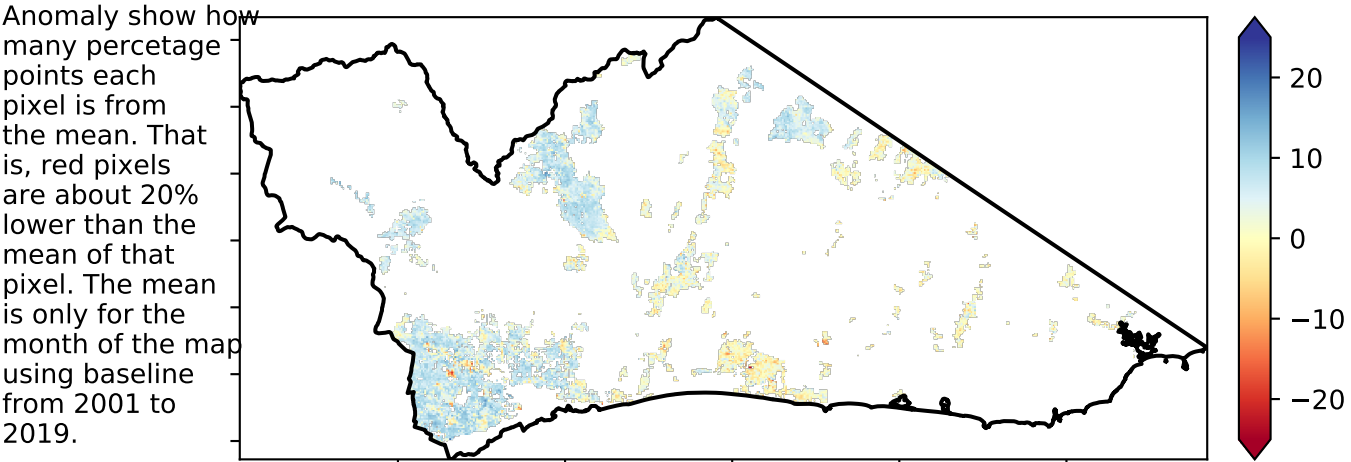 Anomaly show how
many percetage
points each
pixel is from
the mean. That
is, red pixels
are about 20%
lower than the
mean of that
pixel. The mean
is only for the
month of the map
using baseline
from 2001 to
2019.
20
10
0
−10
−20